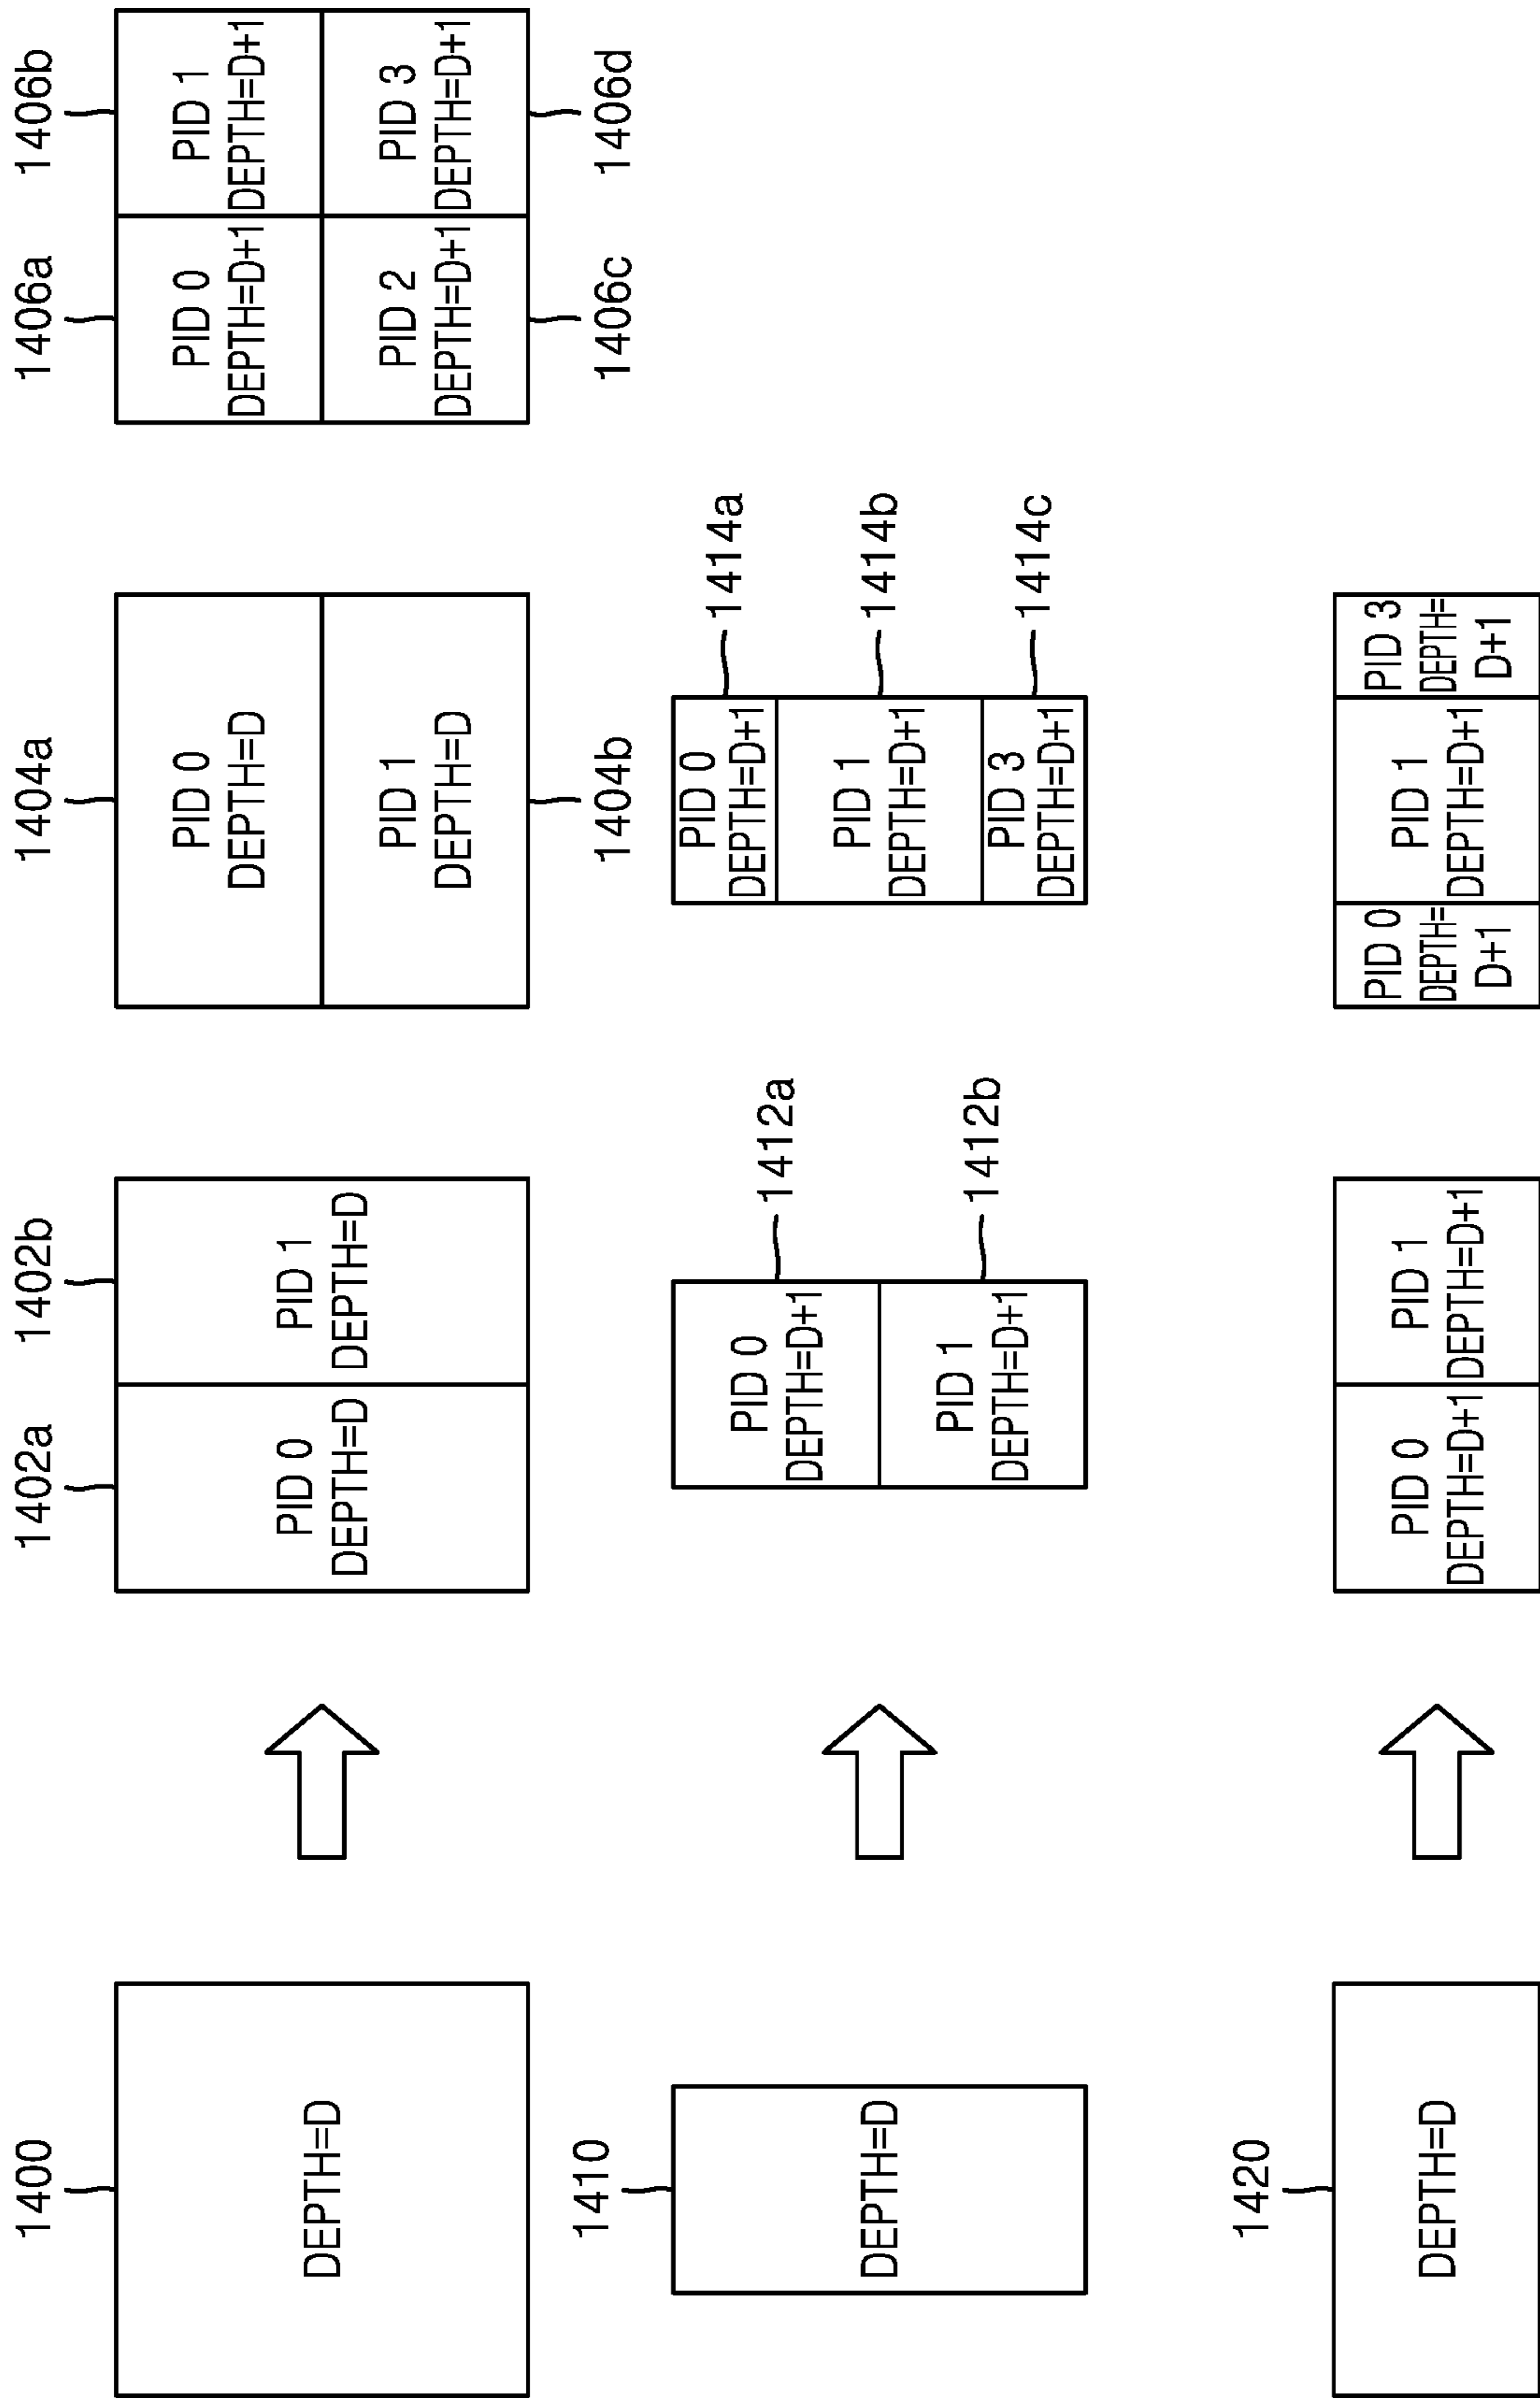 1400
DEPTH=D
1402a
1402b
PID 0
DEPTH=D
PID 1
DEPTH=D
1404a
PID 0
DEPTH=D
PID 1
DEPTH=D
1404b
1406a
1406b
PID 0
DEPTH=D+1
PID 1
DEPTH=D+1
PID 2
DEPTH=D+1
PID 3
DEPTH=D+1
1406c
1406d
1410
DEPTH=D
PID 0
DEPTH=D+1
1412a
PID 1
DEPTH=D+1
1412b
PID 0
DEPTH=D+1
1414a
PID 1
DEPTH=D+1
1414b
PID 3
DEPTH=D+1
1414c
1420
DEPTH=D
PID 0
DEPTH=D+1
PID 1
DEPTH=D+1
PID 0
DEPTH=
D+1
PID 1
DEPTH=D+1
PID 3
DEPTH=
D+1